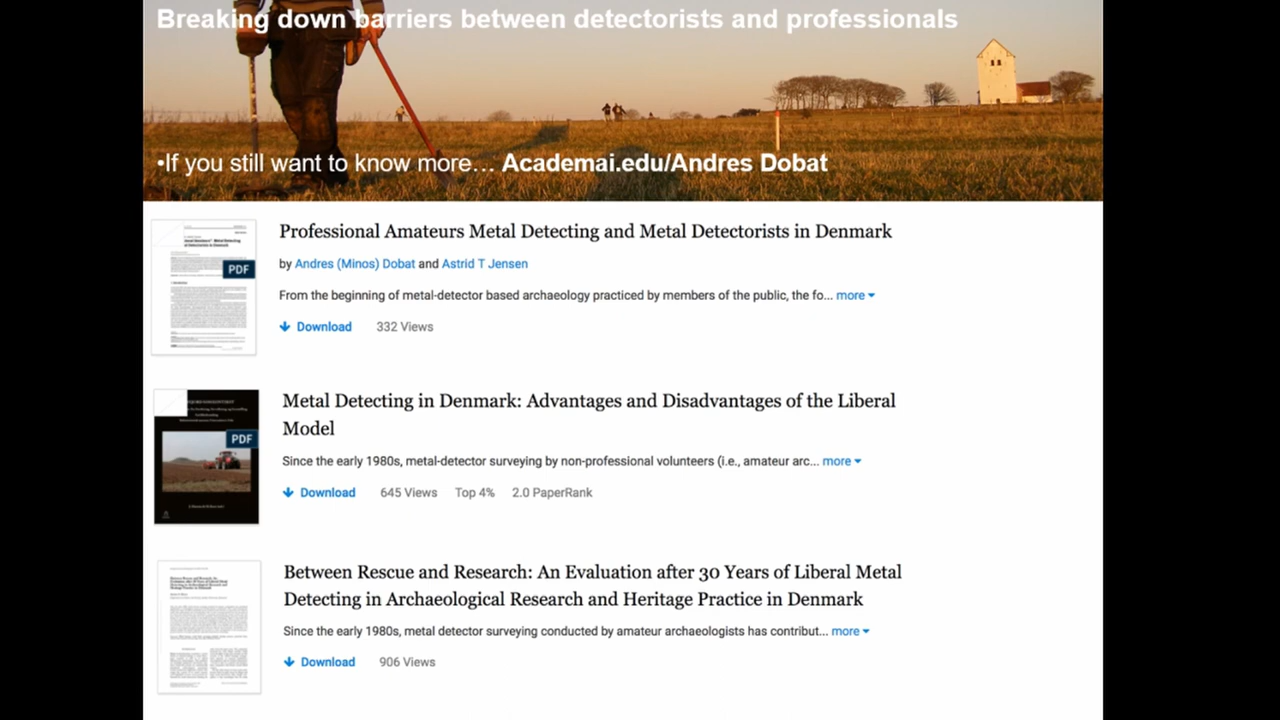 Breaking down barriers between detectorists and professionals
•If you still want to know more… Academai.edu/Andres Dobat
Professional Amateurs Metal Detecting and Metal Detectorists in Denmark
PDF
by Andres (Minos) Dobat and Astrid T Jensen
From the beginning of metal-detector based archaeology practiced by members of the public, the fo... more
Download 332 Views
Metal Detecting in Denmark: Advantages and Disadvantages of the Liberal
Model
PDF
Since the early 1980s, metal-detector surveying by non-professional volunteers (i.e., amateur arc... more
Download 645 Views Top 4% 2.0 PaperRank
Between Rescue and Research: An Evaluation after 30 Years of Liberal Metal
Detecting in Archaeological Research and Heritage Practice in Denmark
Since the early 1980s, metal detector surveying conducted by amateur archaeologists has contribut... more
Download 906 Views